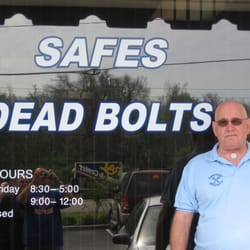 SAFES
DEAD BOLTS
OURS
day 8:30-5:00
9:00-12:00
sed